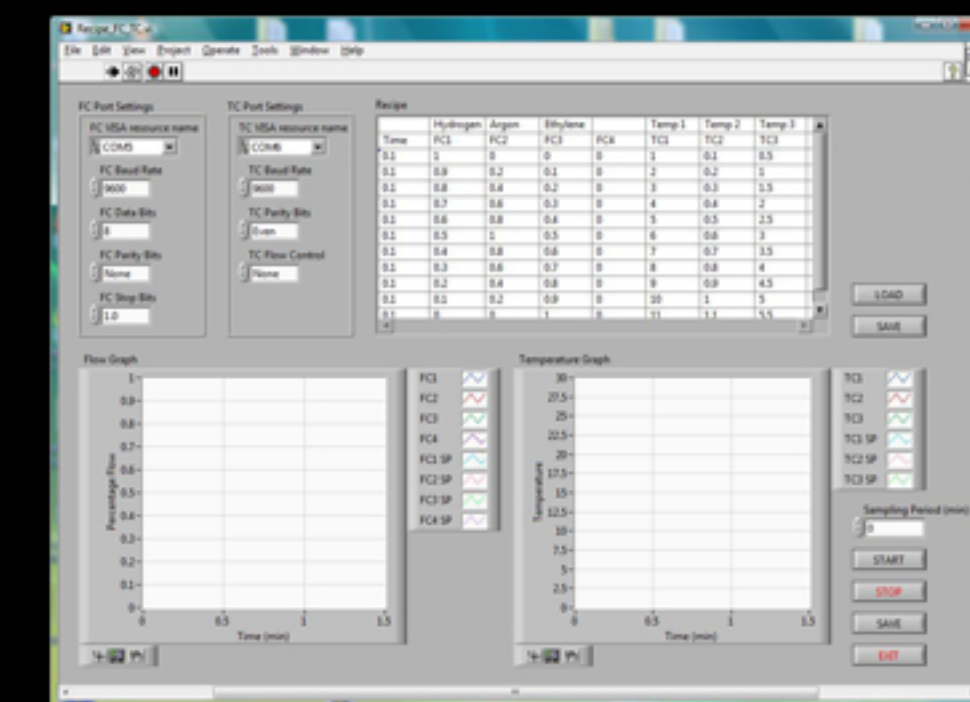 Recipe_FC_TC.vi
File Edit View Project Operate Tools Window Help
FC Port Settings
FC VISA resource name
COM5
FC Baud Rate
9600
FC Data Bits
8
FC Parity Bits
None
FC Stop Bits
1.0
TC Port Settings
TC VISA resource name
COM6
TC Baud Rate
9600
TC Parity Bits
Even
TC Flow Control
None
Recipe
Hydrogen Argon Ethylene Temp 1 Temp 2 Temp 3
Time FC1 FC2 FC3 FC4 TC1 TC2 TC3
0.1 1 0 0 0 1 0.1 0.5
0.1 0.9 0.2 0.1 0 2 0.2 1
0.1 0.8 0.4 0.2 0 3 0.3 1.5
0.1 0.7 0.6 0.3 0 4 0.4 2
0.1 0.6 0.8 0.4 0 5 0.5 2.5
0.1 0.5 1 0.5 0 6 0.6 3
0.1 0.4 0.8 0.6 0 7 0.7 3.5
0.1 0.3 0.6 0.7 0 8 0.8 4
0.1 0.2 0.4 0.8 0 9 0.9 4.5
0.1 0.1 0.2 0.9 0 10 1 5
0.1 0 0 1 0 11 1.1 5.5
LOAD
SAVE
Flow Graph
Percentage Flow
1
0.9
0.8
0.7
0.6
0.5
0.4
0.3
0.2
0.1
0
0 0.5 1 1.5
Time (min)
FC1
FC2
FC3
FC4
FC1 SP
FC2 SP
FC3 SP
FC4 SP
Temperature Graph
Temperature
30
27.5
25
22.5
20
17.5
15
12.5
10
7.5
5
2.5
0
0 0.5 1 1.5
Time (min)
TC1
TC2
TC3
TC1 SP
TC2 SP
TC3 SP
Sampling Period (min)
0
START
STOP
SAVE
EXIT